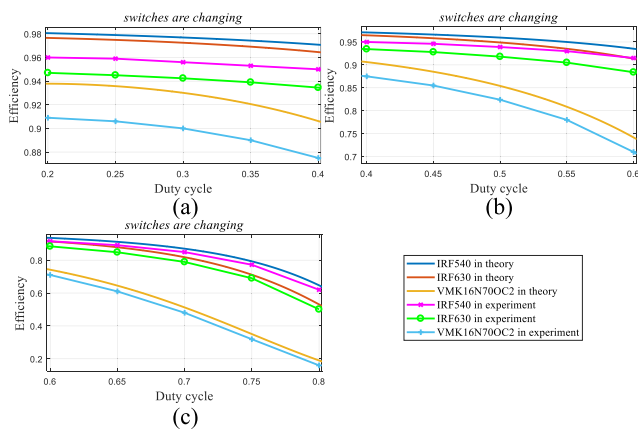 switches are changing
0.98
0.96
0.94
0.92
0.9
0.88
Efficiency
0.2
0.25
0.3
0.35
0.4
Duty cycle
(a)
switches are changing
0.95
0.9
0.85
0.8
0.75
0.7
Efficiency
0.4
0.45
0.5
0.55
0.6
Duty cycle
(b)
switches are changing
0.8
0.6
0.4
0.2
Efficiency
0.6
0.65
0.7
0.75
0.8
Duty cycle
(c)
IRF540 in theory
IRF630 in theory
VMK16N70OC2 in theory
IRF540 in experiment
IRF630 in experiment
VMK16N70OC2 in experiment